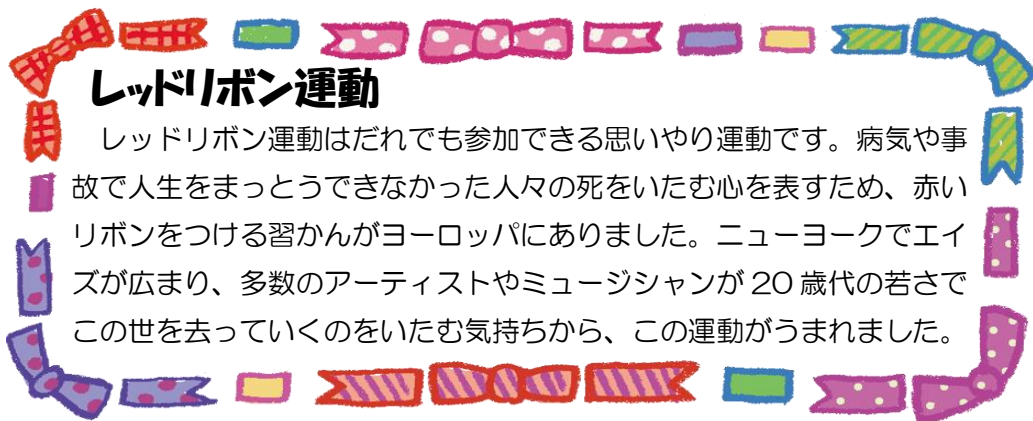 レッドリボン運動
　レッドリボン運動はだれでも参加できる思いやり運動です。病気や事
故で人生をまっとうできなかった人々の死をいたむ心を表すため、赤い
リボンをつける習かんがヨーロッパにありました。ニューヨークでエイ
ズが広まり、多数のアーティストやミュージシャンが 20 歳代の若さで
この世を去っていくのをいたむ気持ちから、この運動がうまれました。